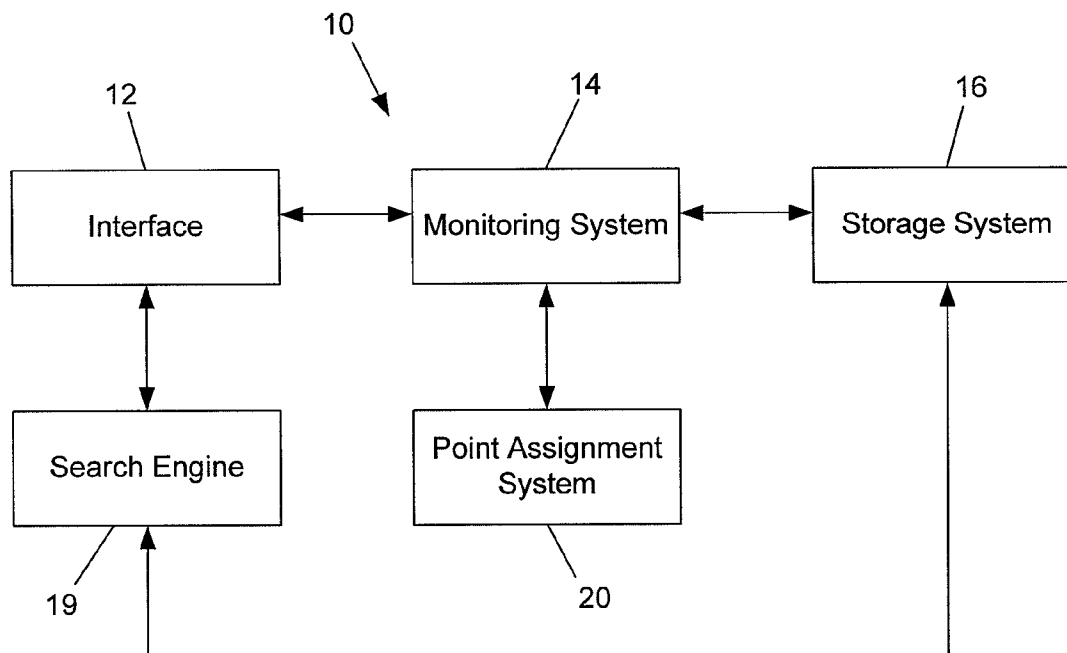 10
12
14
16
Interface
Monitoring System
Storage System
Search Engine
Point Assignment
System
19
20